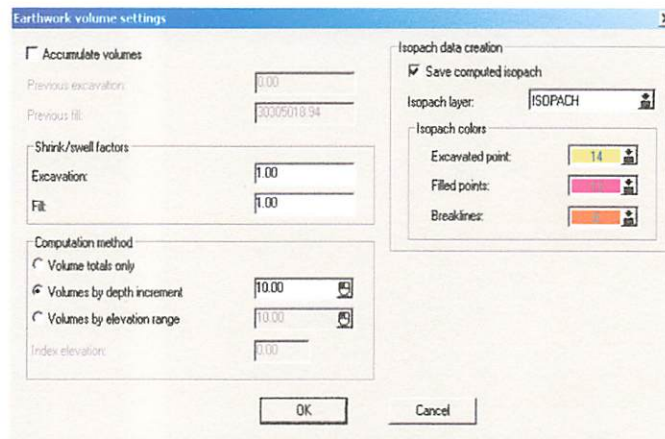 Earthwork volume settings
Accumulate volumes
Previous excavation: 0.00
Previous fill: 30305018.94
Shrink/swell factors
Excavation: 1.00
Fill: 1.00
Computation method
Volume totals only
Volumes by depth increment 10.00
Volumes by elevation range 10.00
Index elevation: 0.00
Isopach data creation
Save computed isopach
Isopach layer: ISOPACH
Isopach colors
Excavated point: 14
Filled points:
Breaklines:
OK Cancel